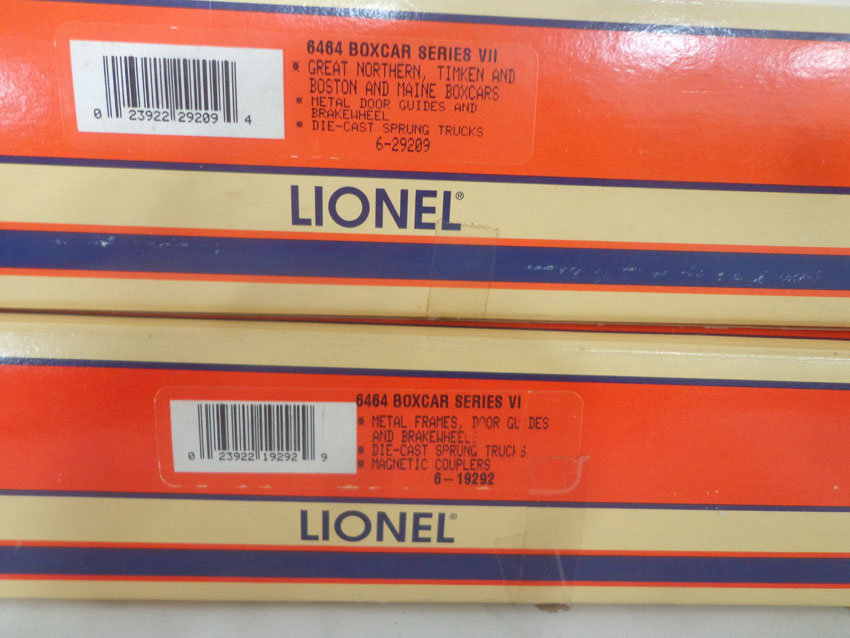 6464 BOXCAR SERIES VII
* GREAT NORTHERN, TIMKEN AND
BOSTON AND MAINE BOXCARS
* METAL DOOR GUIDES AND
BRAKEWHEEL
* DIE-CAST SPRUNG TRUCKS
6-29209
0 23922 29209 4
LIONEL®
6464 BOXCAR SERIES VI
* METAL FRAMES, DOOR GUIDES
AND BRAKEWHEEL
* DIE-CAST SPRUNG TRUCKS
* MAGNETIC COUPLERS
6-19292
0 23922 19292 9
LIONEL®